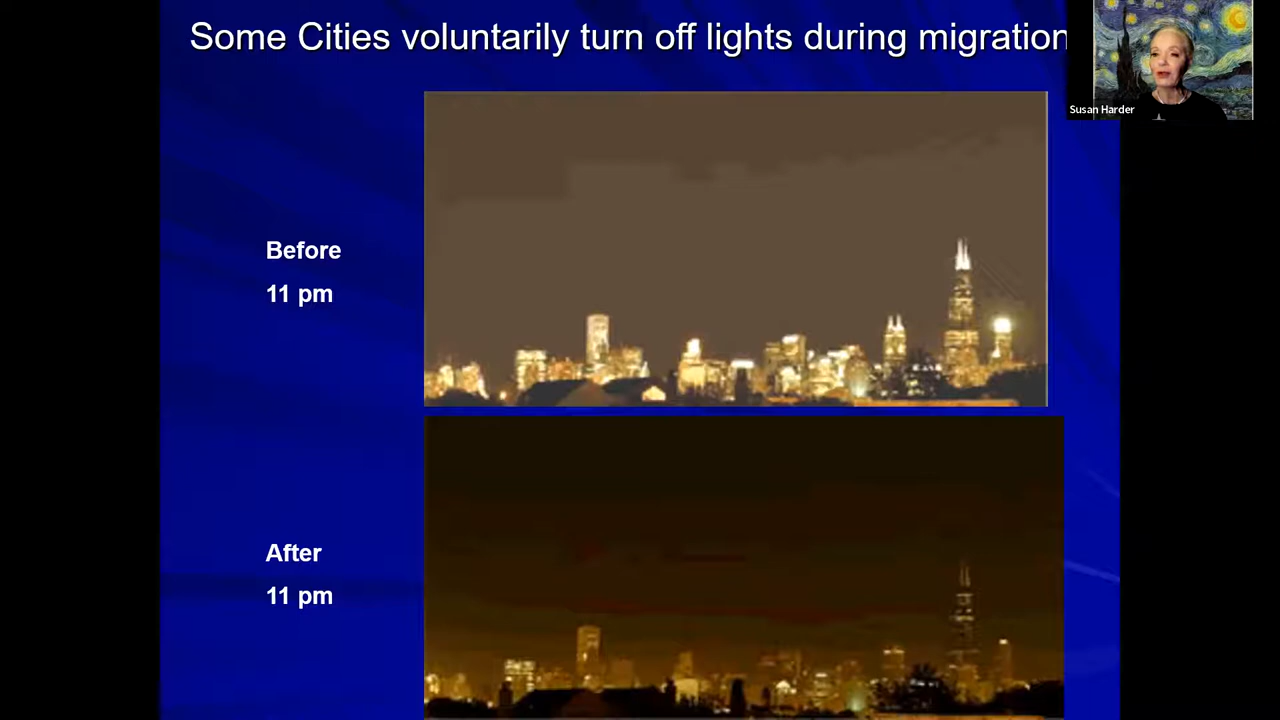 Some Cities voluntarily turn off lights during migration
Susan Harder
Before
11 pm
After
11 pm